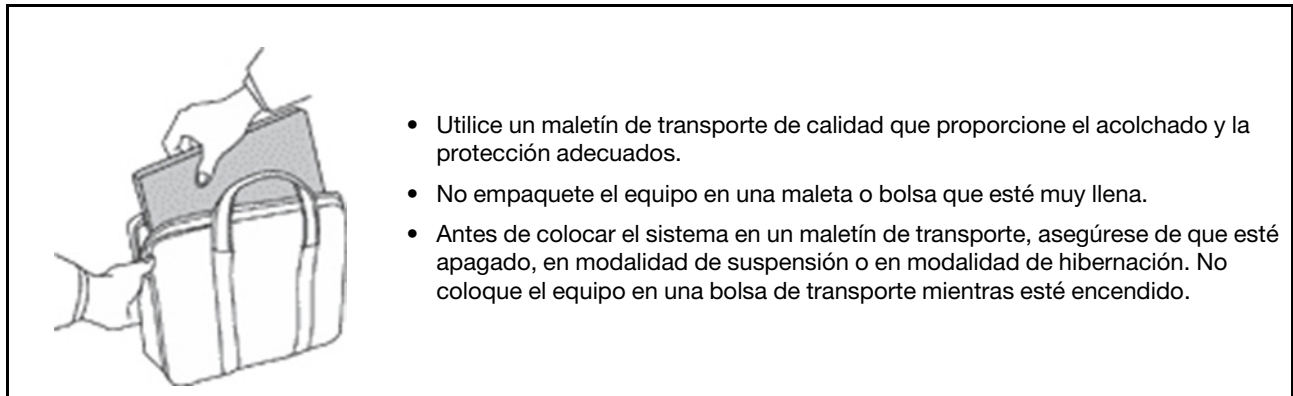 • Utilice un maletín de transporte de calidad que proporcione el acolchado y la
protección adecuados.
• No empaquete el equipo en una maleta o bolsa que esté muy llena.
• Antes de colocar el sistema en un maletín de transporte, asegúrese de que esté
apagado, en modalidad de suspensión o en modalidad de hibernación. No
coloque el equipo en una bolsa de transporte mientras esté encendido.